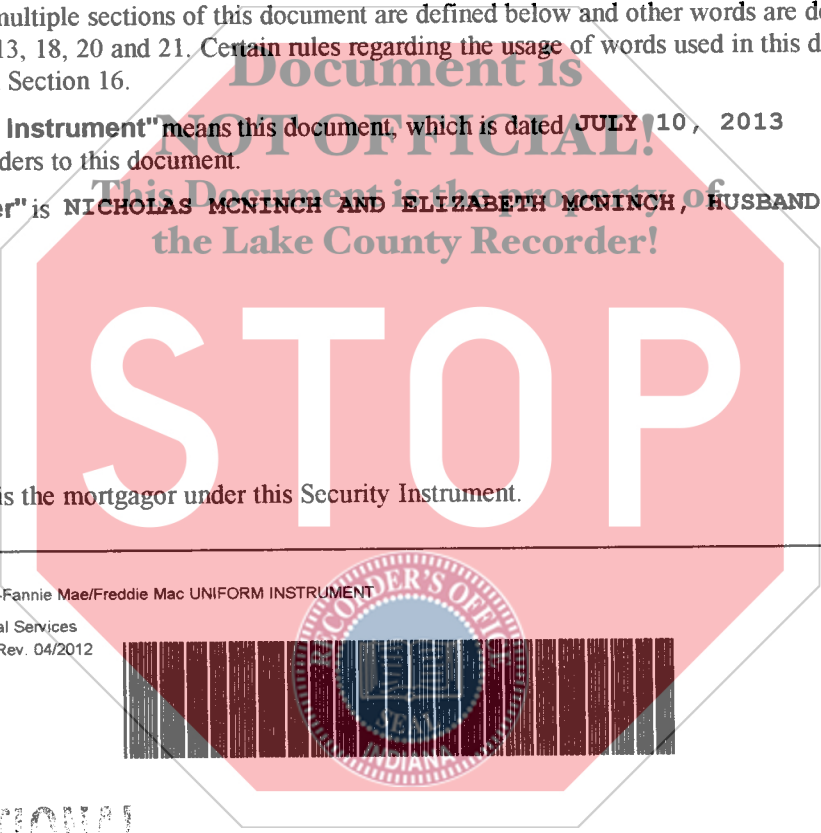 multiple sections of this document are defined below and other words are de
13, 18, 20 and 21. Certain rules regarding the usage of words used in this d
Section 16.
Document is
Instrument" means this document, which is dated JULY 10, 2013
NOT OFFICIAL!
ders to this document.
This Document is the property of
er" is NICHOLAS MCNINCH AND ELIZABETH MCNINCH, HUSBAND
the Lake County Recorder!
STOP
is the mortgagor under this Security Instrument.
-Fannie Mae/Freddie Mac UNIFORM INSTRUMENT
al Services
Rev. 04/2012
RECORDER'S OFFICE
SEAL
INDIANA